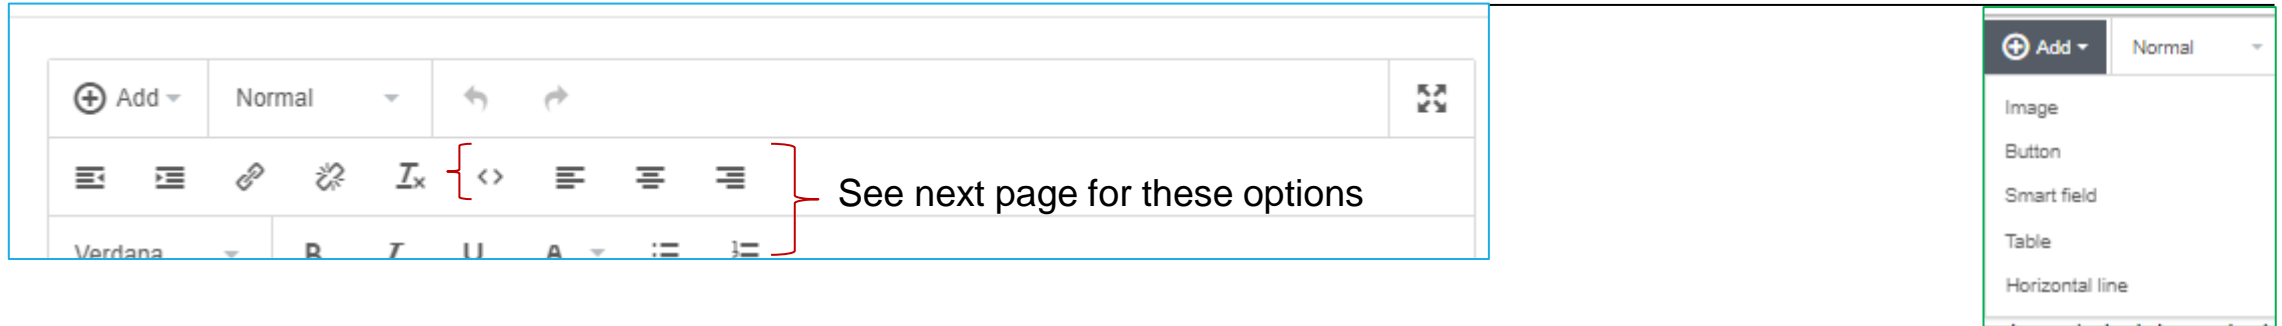 Add
Normal
See next page for these options
Verdana
B I U A
Add
Normal
Image
Button
Smart field
Table
Horizontal line